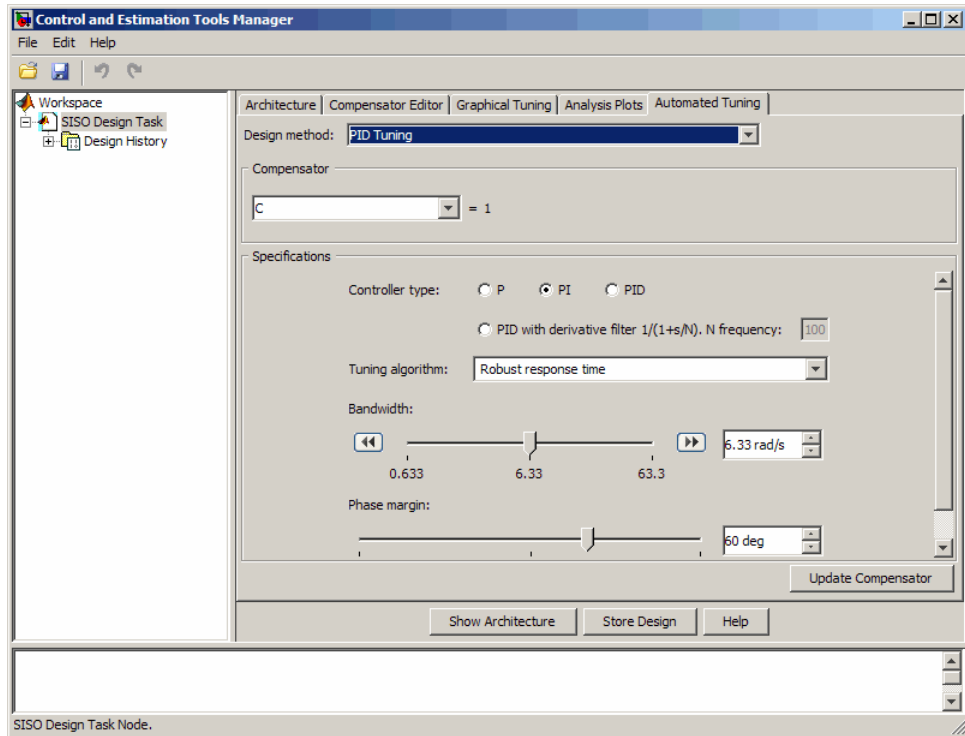 Control and Estimation Tools Manager
File Edit Help
Workspace
SISO Design Task
Design History
Architecture Compensator Editor Graphical Tuning Analysis Plots Automated Tuning
Design method: PID Tuning
Compensator
C = 1
Specifications
Controller type: P PI PID
PID with derivative filter 1/(1+s/N). N frequency: 100
Tuning algorithm: Robust response time
Bandwidth:
6.33 rad/s
0.633 6.33 63.3
Phase margin:
60 deg
Update Compensator
Show Architecture Store Design Help
SISO Design Task Node.